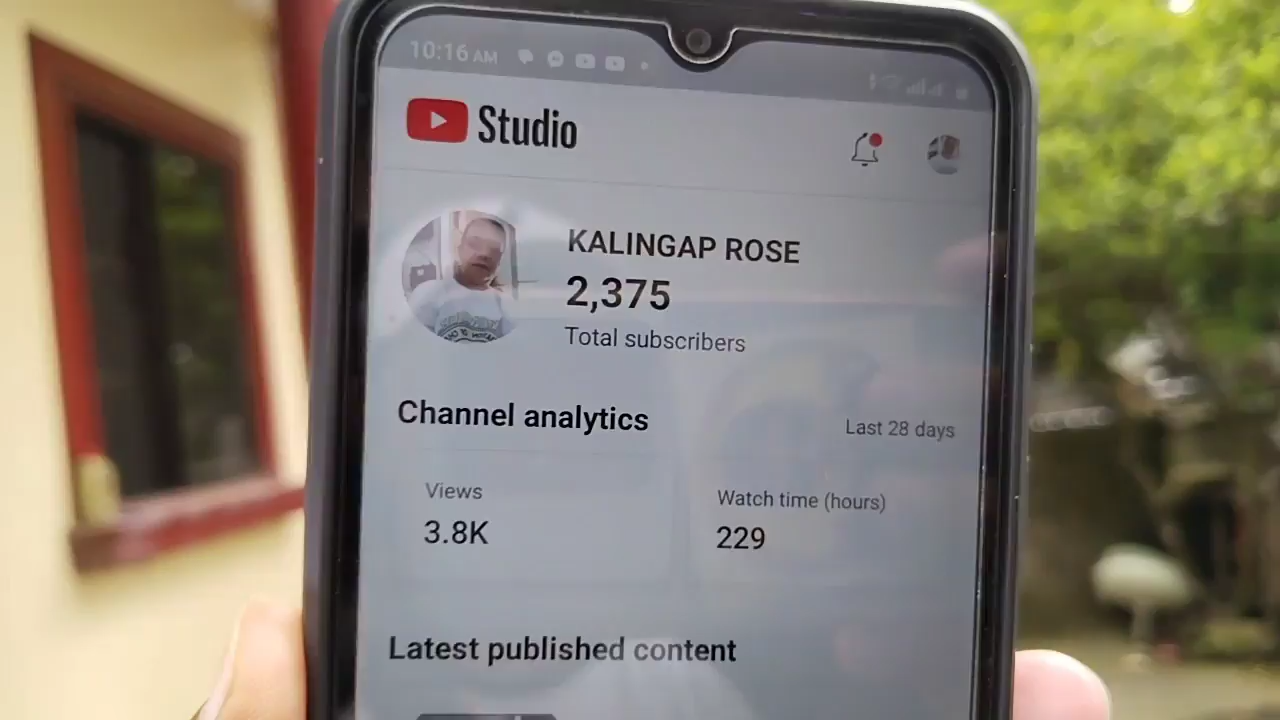 10:16 AM
Studio
KALINGAP ROSE
2,375
Total subscribers
Channel analytics
Last 28 days
Views
Watch time (hours)
3.8K
229
Latest published content